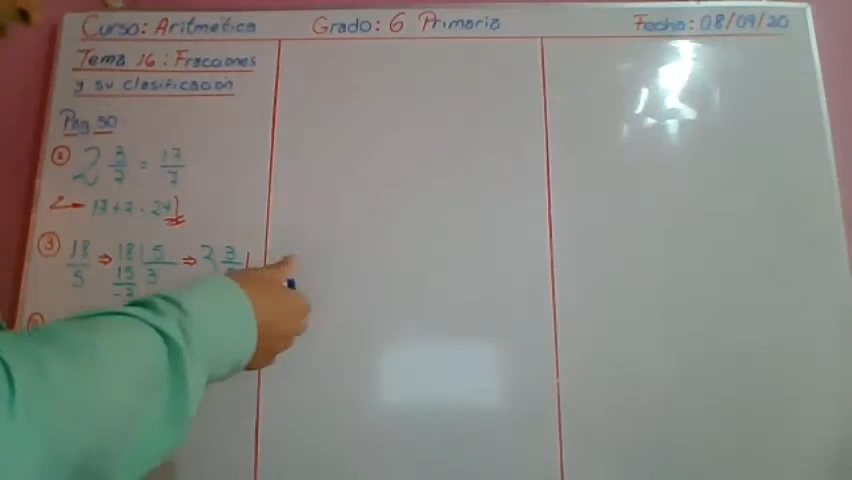 Curso: Aritmética
Grado: 6 Primaria
Fecha: 08/09/20
Tema 16: Fracciones
y su clasificación
Pág. 50
② 2 3/7 = 17/7
17 + 7 = 24
③ 18/5 ⇒ 18 5 ⇒ 3 3
15 3